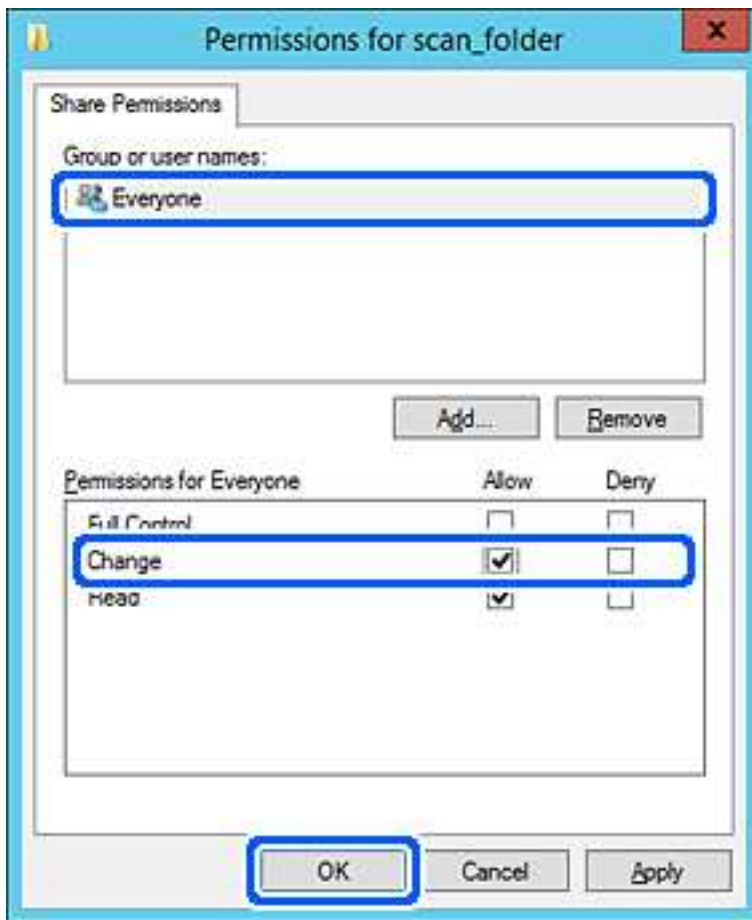 Permissions for scan_folder
Share Permissions
Group or user names:
Everyone
Add... Remove
Permissions for Everyone Allow Deny
Full Control
Change
Read
OK Cancel Apply